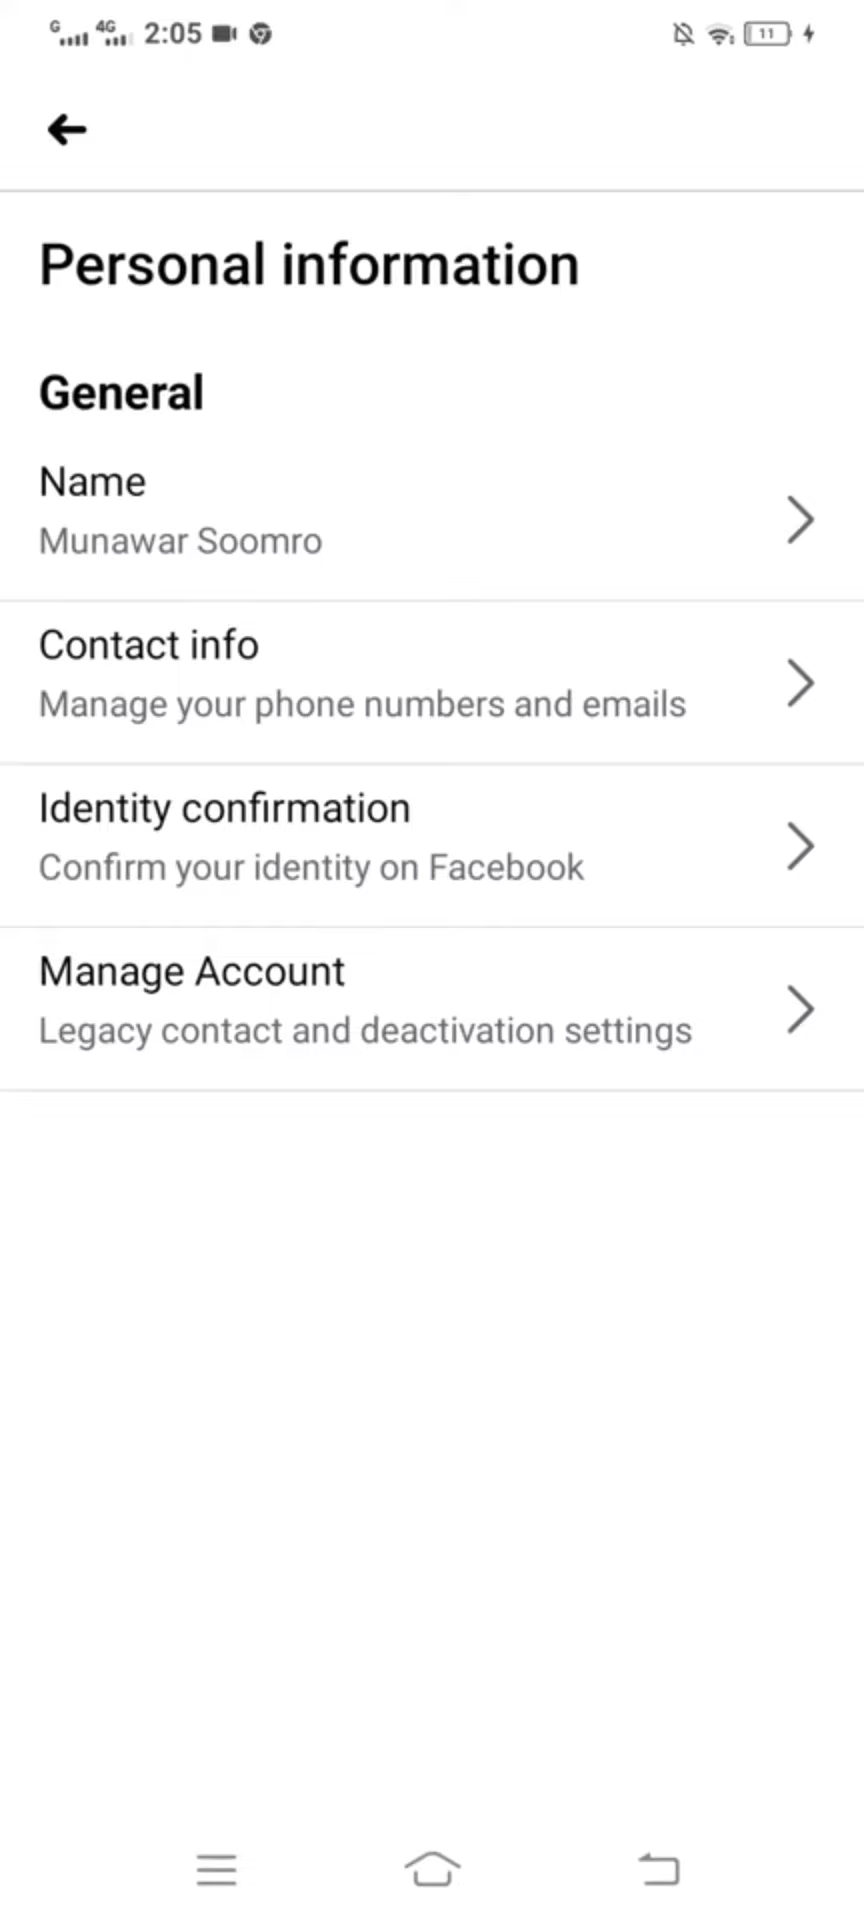 G 4G 2:05 11
Personal information
General
Name
Munawar Soomro
Contact info
Manage your phone numbers and emails
Identity confirmation
Confirm your identity on Facebook
Manage Account
Legacy contact and deactivation settings